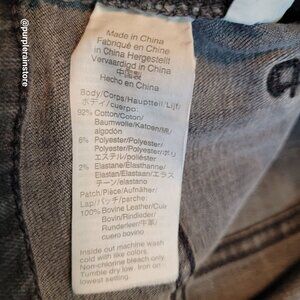 @purplerainstore
Made in China
Fabriqué en Chine
in China Hergestellt
Vervaardigd in China
中国製
Hecho en China
Body/Corps/Hauptteil/Lijf/
ボディ/cuerpo:
92% Cotton/Coton/
Baumwolle/Katoen/綿/
algodón
6% Polyester/Polyester/
Polyester/Polyester/ポリ
エステル/poliéster
2% Elastane/Elasthanne/
Elastan/Elastaan/エラス
テーン/elastano
Patch/Pièce/Aufnäher/
Lap/パッチ/parche:
100% Bovine Leather/Cuir
Bovin/Rindleder/
Runderleer/牛革/
cuero bovino
Inside out machine wash
cold with like colors.
Non-chlorine bleach only.
Tumble dry low. Iron on
lowest setting.